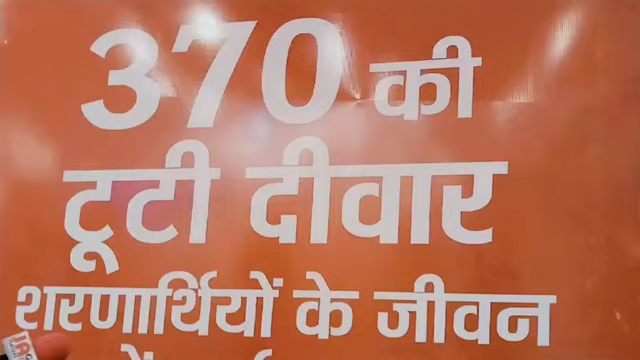 370 की
टूटी दीवार
शरणार्थियों के जीवन
में